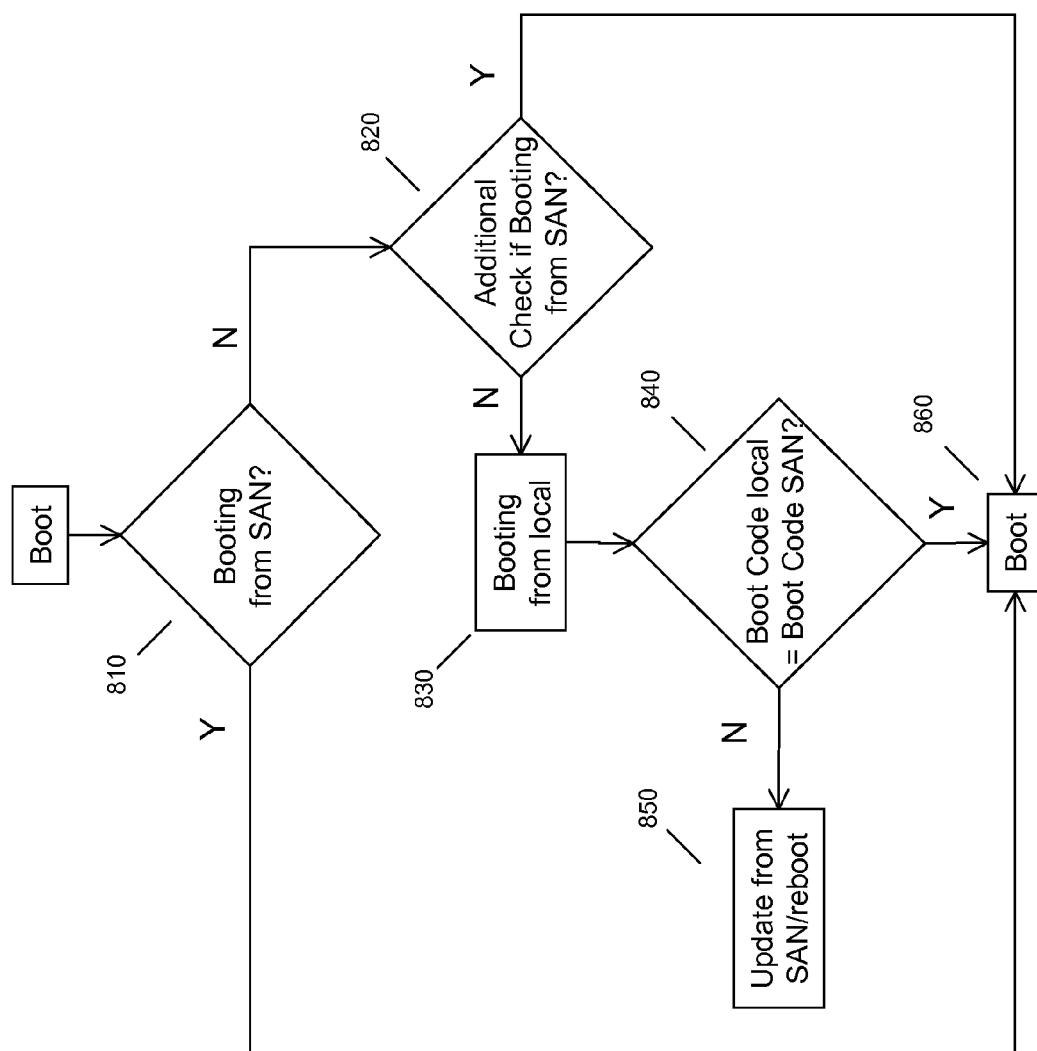 Boot
810
Booting
from SAN?
Y
N
820
Additional
Check if Booting
from SAN?
Y
N
830
Booting
from local
840
Boot Code local
= Boot Code SAN?
N
Y
850
Update from
SAN/reboot
860
Boot